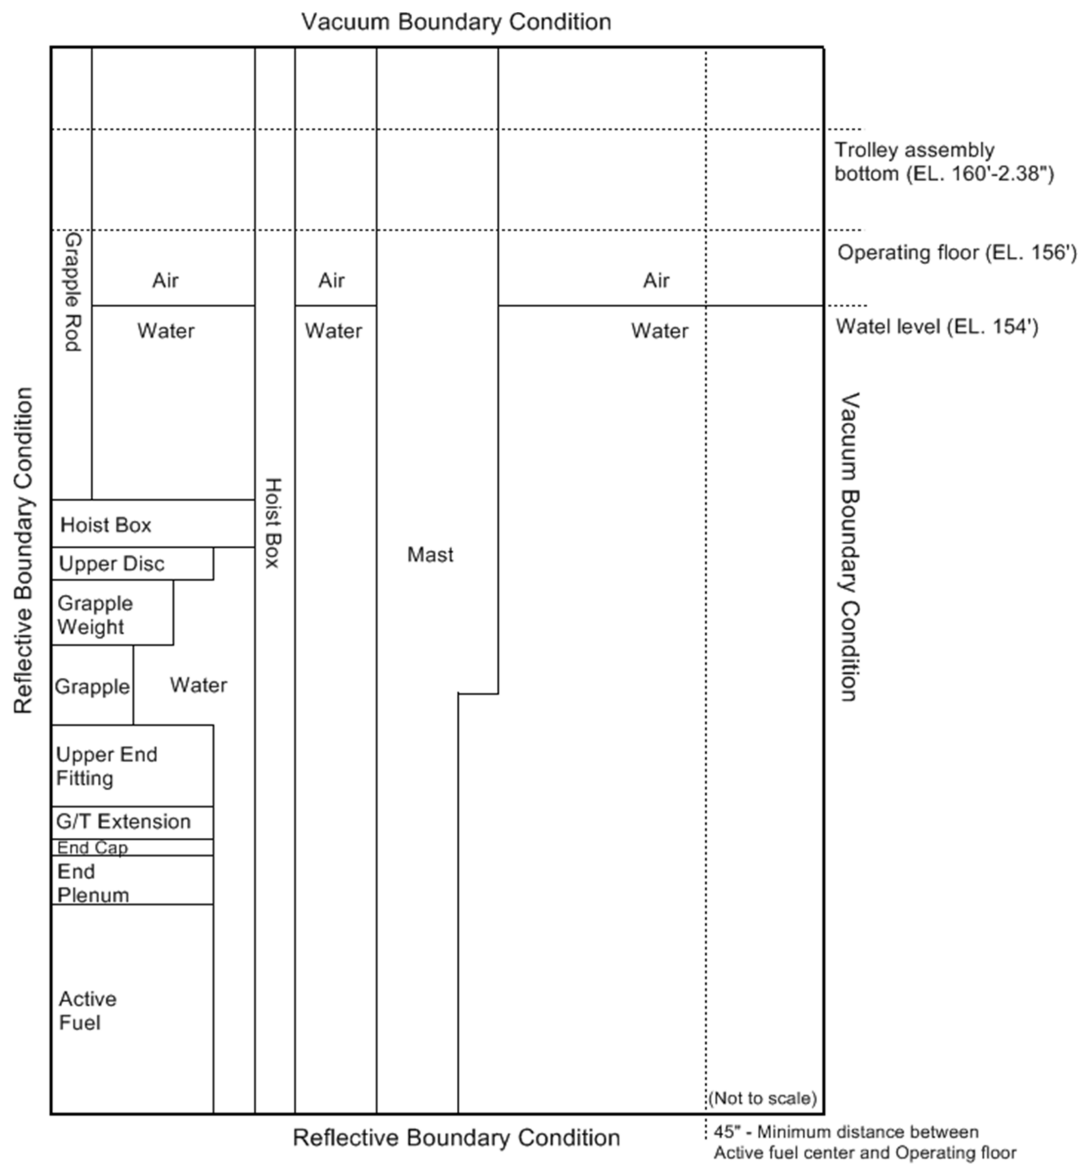 Vacuum Boundary Condition
Trolley assembly
bottom (EL. 160'-2.38")
Operating floor (EL. 156')
Grapple Rod
Air
Air
Air
Watel level (EL. 154')
Water
Water
Water
Reflective Boundary Condition
Vacuum Boundary Condition
Hoist Box
Hoist Box
Upper Disc
Mast
Grapple
Weight
Grapple
Water
Upper End
Fitting
G/T Extension
End Cap
End
Plenum
Active
Fuel
(Not to scale)
Reflective Boundary Condition
45" - Minimum distance between
Active fuel center and Operating floor